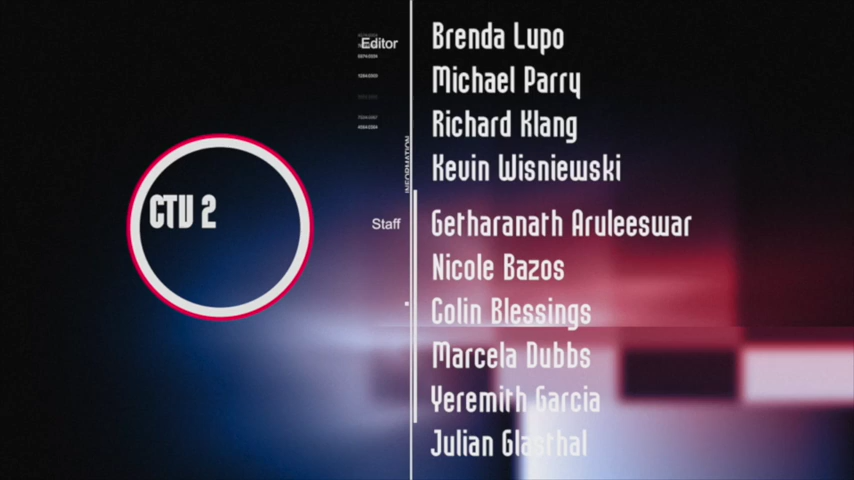 Editor
Brenda Lupo
Michael Parry
Richard Klang
Kevin Wisniewski
INFORMATION
CTV 2
Staff
Getharanath Aruleeswar
Nicole Bazos
Colin Blessings
Marcela Dubbs
Yeremith Garcia
Julian Glasthal